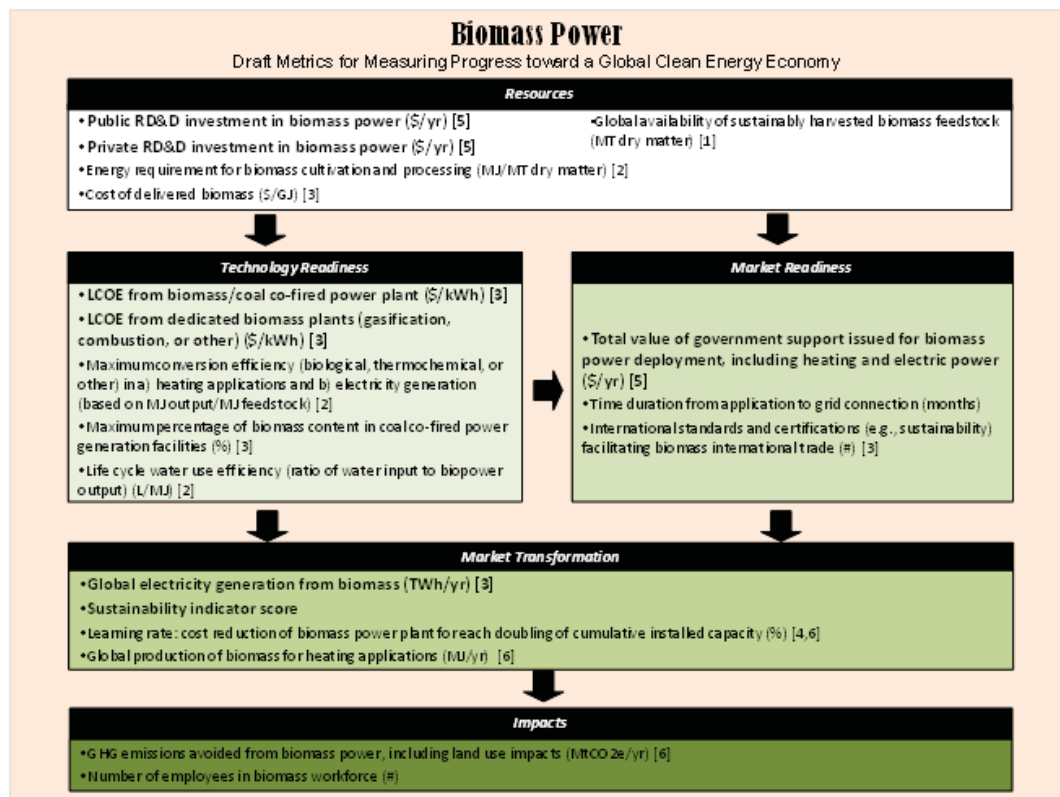 Biomass Power
Draft Metrics for Measuring Progress toward a Global Clean Energy Economy
Resources
•Public RD&D investment in biomass power ($/yr) [5]
•Private RD&D investment in biomass power ($/yr) [5]
•Energy requirement for biomass cultivation and processing (MJ/MT dry matter) [2]
•Cost of delivered biomass ($/GJ) [3]
•Global availability of sustainably harvested biomass feedstock
(MT dry matter) [1]
Technology Readiness
•LCOE from biomass/coal co-fired power plant ($/kWh) [3]
•LCOE from dedicated biomass plants (gasification,
combustion, or other) ($/kWh) [3]
•Maximum conversion efficiency (biological, thermochemical, or
other) in a) heating applications and b) electricity generation
(based on MJ output/MJ feedstock) [2]
•Maximum percentage of biomass content in coal co-fired power
generation facilities (%) [3]
•Life cycle water use efficiency (ratio of water input to biopower
output) (L/MJ) [2]
Market Readiness
•Total value of government support issued for biomass
power deployment, including heating and electric power
($/yr) [5]
•Time duration from application to grid connection (months)
•International standards and certifications (e.g., sustainability)
facilitating biomass international trade (#) [3]
Market Transformation
•Global electricity generation from biomass (TWh/yr) [3]
•Sustainability indicator score
•Learning rate: cost reduction of biomass power plant for each doubling of cumulative installed capacity (%) [4,6]
•Global production of biomass for heating applications (MJ/yr) [6]
Impacts
•GHG emissions avoided from biomass power, including land use impacts (MtCO2e/yr) [6]
•Number of employees in biomass workforce (#)